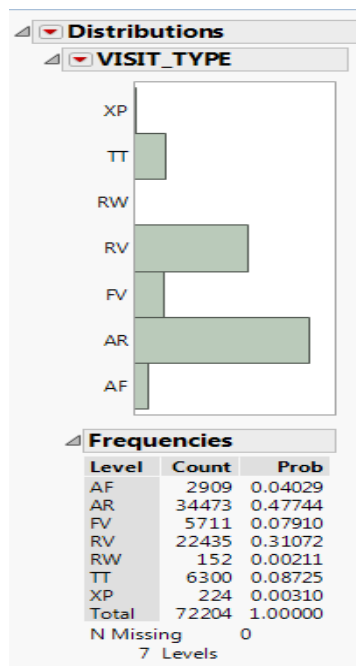 Distributions
VISIT_TYPE
XP
TT
RW
RV
FV
AR
AF
Frequencies
Level Count Prob
AF 2909 0.04029
AR 34473 0.47744
FV 5711 0.07910
RV 22435 0.31072
RW 152 0.00211
TT 6300 0.08725
XP 224 0.00310
Total 72204 1.00000
N Missing 0
7 Levels